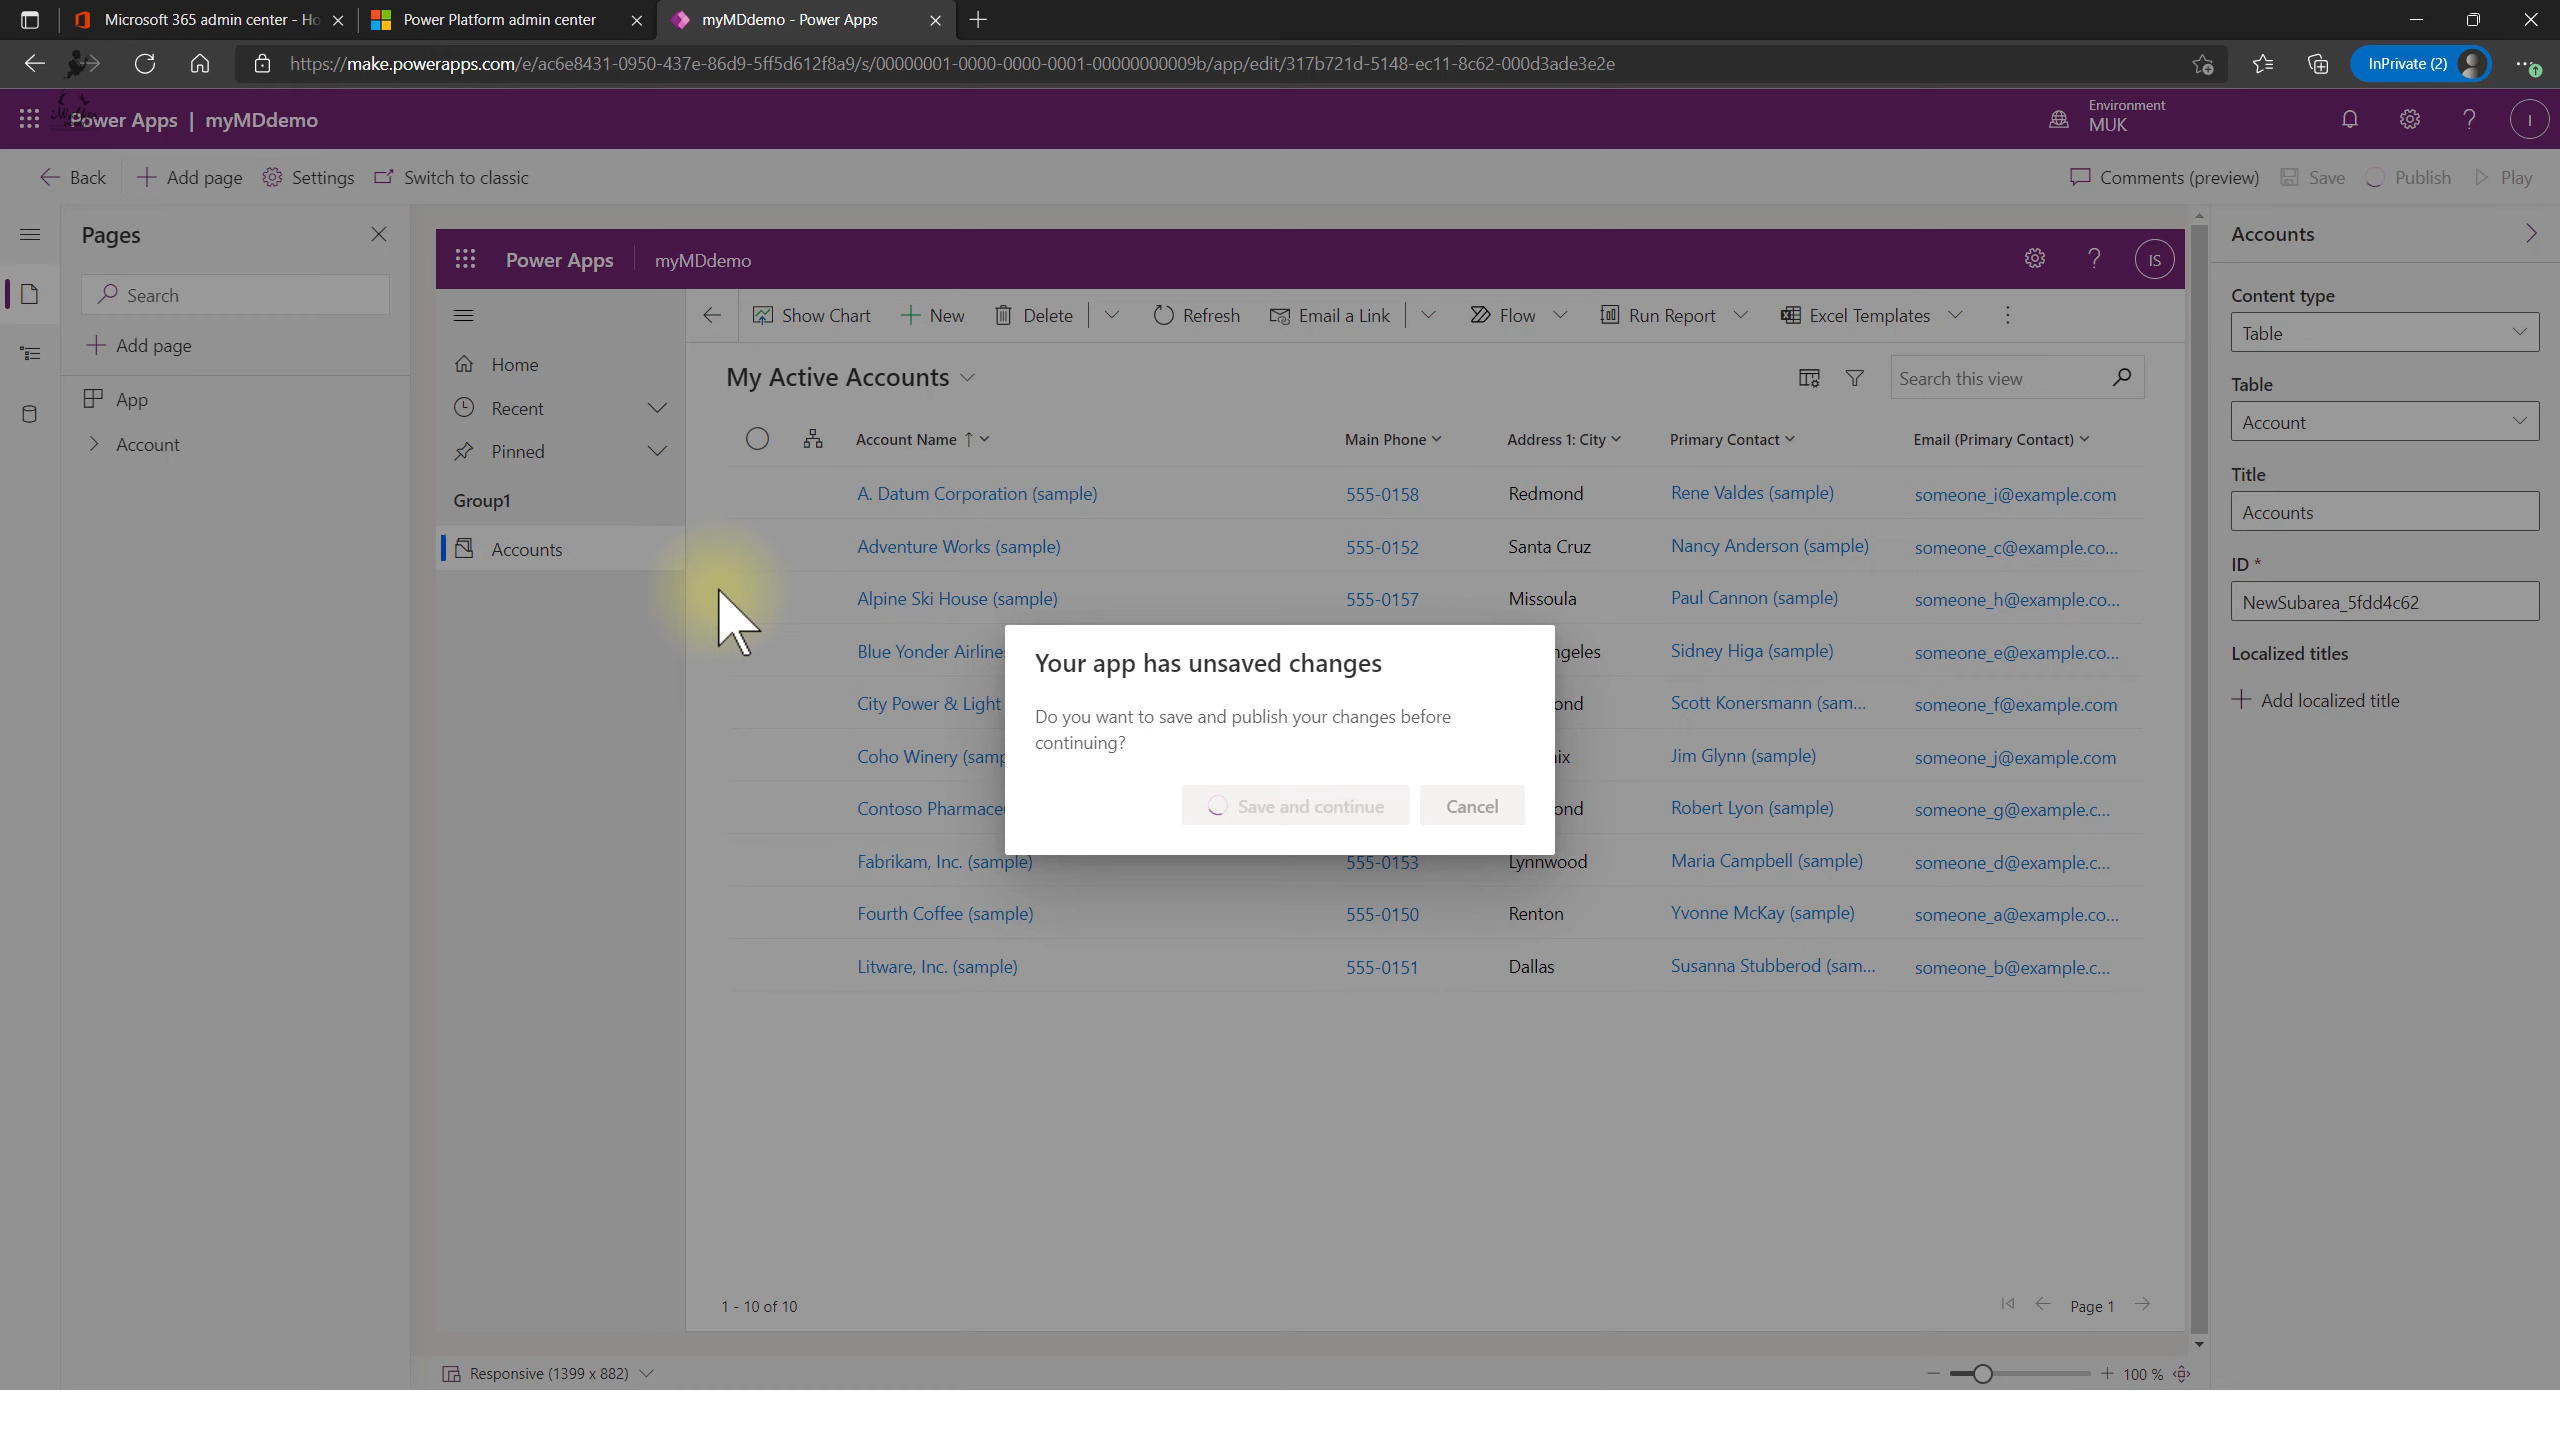 Microsoft 365 admin center - Ho
Power Platform admin center
myMDdemo - Power Apps
https://make.powerapps.com/e/ac6e8431-0950-437e-86d9-5ff5d612f8a9/s/00000001-0000-0000-0001-00000000009b/app/edit/317b721d-5148-ec11-8c62-000d3ade3e2e
InPrivate (2)
Power Apps | myMDdemo
Environment
MUK
I
Back
Add page
Settings
Switch to classic
Comments (preview)
Save
Publish
Play
Pages
Search
Add page
App
Account
Power Apps
myMDdemo
IS
Home
Recent
Pinned
Group1
Accounts
Show Chart
New
Delete
Refresh
Email a Link
Flow
Run Report
Excel Templates
My Active Accounts
Search this view
Account Name Main Phone Address 1: City Primary Contact Email (Primary Contact)
A. Datum Corporation (sample) 555-0158 Redmond Rene Valdes (sample) someone_i@example.com
Adventure Works (sample) 555-0152 Santa Cruz Nancy Anderson (sample) someone_c@example.co...
Alpine Ski House (sample) 555-0157 Missoula Paul Cannon (sample) someone_h@example.co...
Blue Yonder Airline ngeles Sidney Higa (sample) someone_e@example.co...
City Power & Light ond Scott Konersmann (sam... someone_f@example.com
Coho Winery (samp ix Jim Glynn (sample) someone_j@example.com
Contoso Pharmace ond Robert Lyon (sample) someone_g@example.c...
Fabrikam, Inc. (sample) 555-0153 Lynnwood Maria Campbell (sample) someone_d@example.c...
Fourth Coffee (sample) 555-0150 Renton Yvonne McKay (sample) someone_a@example.co...
Litware, Inc. (sample) 555-0151 Dallas Susanna Stubberod (sam... someone_b@example.c...
Your app has unsaved changes
Do you want to save and publish your changes before
continuing?
Save and continue
Cancel
1 - 10 of 10
Page 1
Responsive (1399 x 882)
100 %
Accounts
Content type
Table
Table
Account
Title
Accounts
ID *
NewSubarea_5fdd4c62
Localized titles
Add localized title